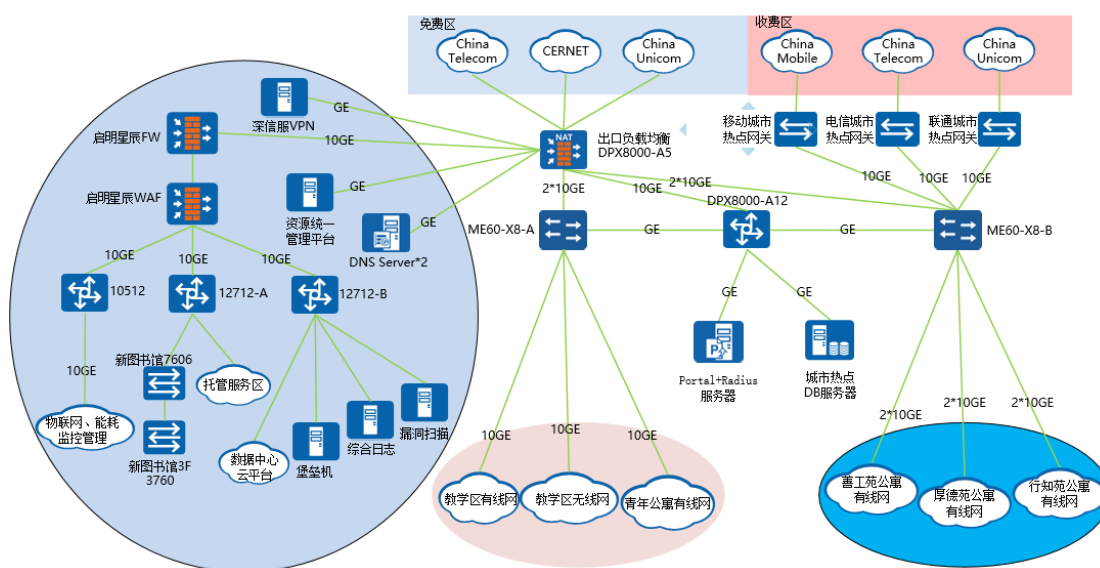 免费区
收费区
China
Telecom
CERNET
China
Unicom
China
Mobile
China
Telecom
China
Unicom
深信服VPN
GE
启明星辰FW
10GE
NAT
出口负载均衡
DPX8000-A5
移动城市
热点网关
电信城市
热点网关
联通城市
热点网关
10GE
10GE
10GE
启明星辰WAF
资源统一
管理平台
GE
GE
DNS Server*2
2*10GE
10GE
2*10GE
DPX8000-A12
ME60-X8-A
GE
GE
ME60-X8-B
10GE
10GE
10GE
10512
12712-A
12712-B
GE
GE
Portal+Radius
服务器
城市热点
DB服务器
新图书馆7606
10GE
托管服务区
物联网、能耗
监控管理
新图书馆3F
3760
数据中心
云平台
堡垒机
综合日志
漏洞扫描
10GE
10GE
10GE
2*10GE
2*10GE
2*10GE
教学区有线网
教学区无线网
青年公寓有线网
善工苑公寓
有线网
厚德苑公寓
有线网
行知苑公寓
有线网